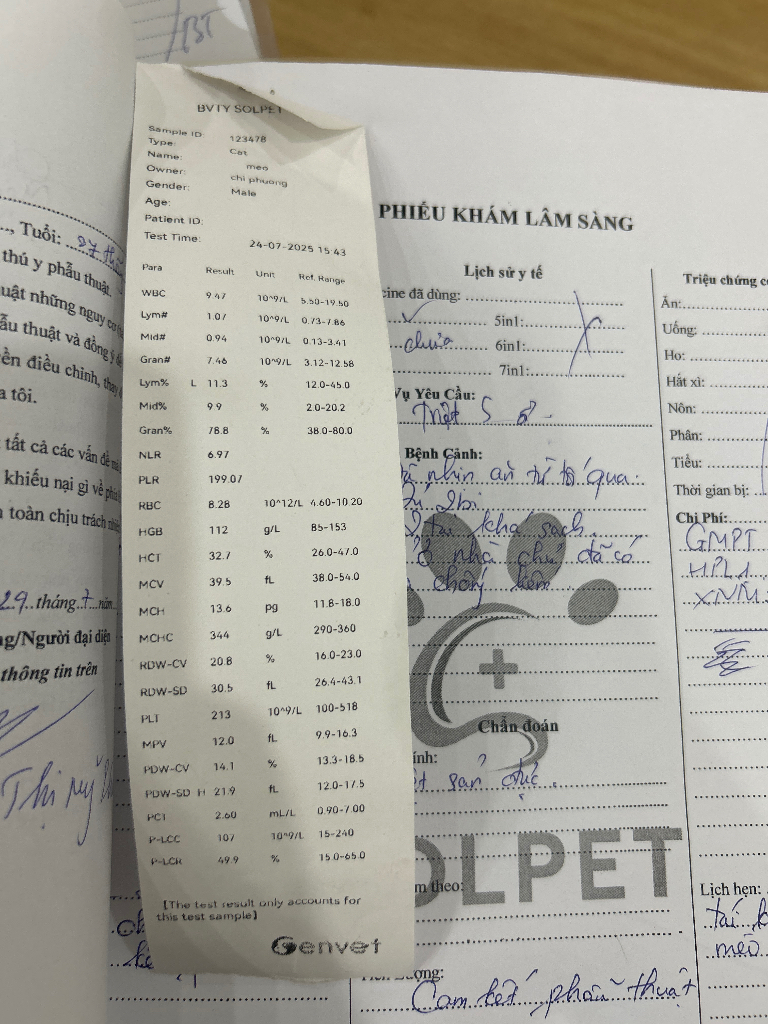 BT
BVTY SOLPET
Sample ID: 123478
Type: Cat
Name: meo
Owner: chi phuong
Gender: Male
Age:
Patient ID:
Test Time: 24-07-2025 15:43
Para Result Unit Ref. Range
WBC 9.47 10^9/L 5.50-19.50
Lym# 1.07 10^9/L 0.73-7.86
Mid# 0.94 10^9/L 0.13-3.41
Gran# 7.46 10^9/L 3.12-12.58
Lym% L 11.3 % 12.0-45.0
Mid% 9.9 % 2.0-20.2
Gran% 78.8 % 38.0-80.0
NLR 6.97
PLR 199.07
RBC 8.28 10^12/L 4.60-10.20
HGB 112 g/L 85-153
HCT 32.7 % 26.0-47.0
MCV 39.5 fL 38.0-54.0
MCH 13.6 pg 11.8-18.0
MCHC 344 g/L 290-360
RDW-CV 20.8 % 16.0-23.0
RDW-SD 30.5 fL 26.4-43.1
PLT 213 10^9/L 100-518
MPV 12.0 fL 9.9-16.3
PDW-CV 14.1 % 13.3-18.5
PDW-SD H 21.9 fL 12.0-17.5
PCT 2.60 mL/L 0.90-7.00
P-LCC 107 10^9/L 15-240
P-LCR 49.9 % 15.0-65.0
[The test result only accounts for
this test sample]
Genvet
Tuổi:
thú y phẫu thuật.
uật những nguy cơ
ẫu thuật và đồng ý
ền điều chỉnh, thay
a tôi.
tất cả các vấn đề
khiếu nại gì về
n toàn chịu trách nhiệm
29 tháng 7 năm
ng/Người đại diện
thông tin trên
Thị Mỹ
PHIẾU KHÁM LÂM SÀNG
Lịch sử y tế
cine đã dùng:
5in1:
chưa 6in1:
7in1:
Vụ Yêu Cầu:
Triệt S
Bệnh Cảnh:
nhịn ăn từ tối qua
khá sạch
ở nhà chủ đã có
Chẩn đoán
ính:
sản đực
SOLPET
m theo:
lượng:
Cam kết phẫu thuật
Triệu chứng
Ăn:
Uống:
Ho:
Hắt xì:
Nôn:
Phân:
Tiểu:
Thời gian bị:
Chi Phí:
GMPT
XNM
Lịch hẹn:
tái
mèo